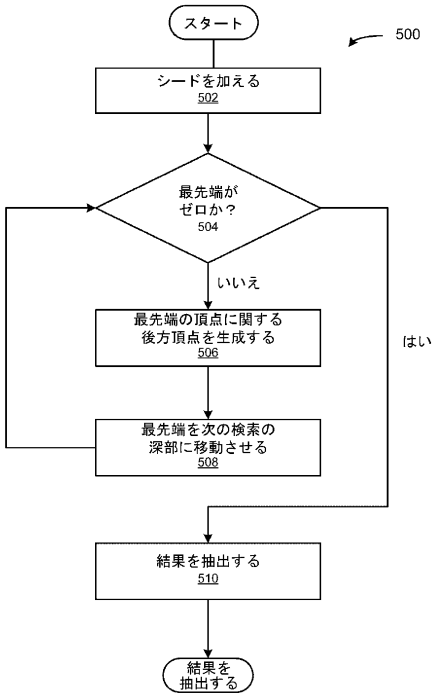 スタート
500
シードを加える
502
最先端が
ゼロか？
504
いいえ
最先端の頂点に関する
後方頂点を生成する
506
はい
最先端を次の検索の
深部に移動させる
508
結果を抽出する
510
結果を
抽出する